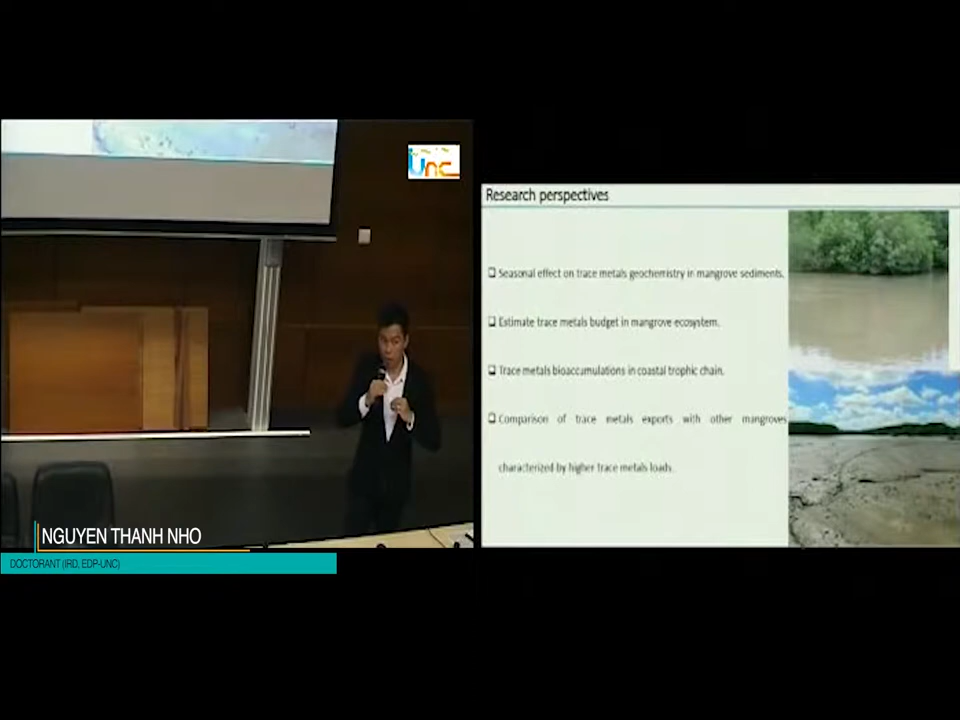 Unc
NGUYEN THANH NHO
DOCTORANT (IRD, EDP-UNC)
Research perspectives
❑ Seasonal effect on trace metals geochemistry in mangrove sediments.
❑ Estimate trace metals budget in mangrove ecosystem.
❑ Trace metals bioaccumulations in coastal trophic chain.
❑ Comparison of trace metals exports with other mangroves
characterized by higher trace metals loads.